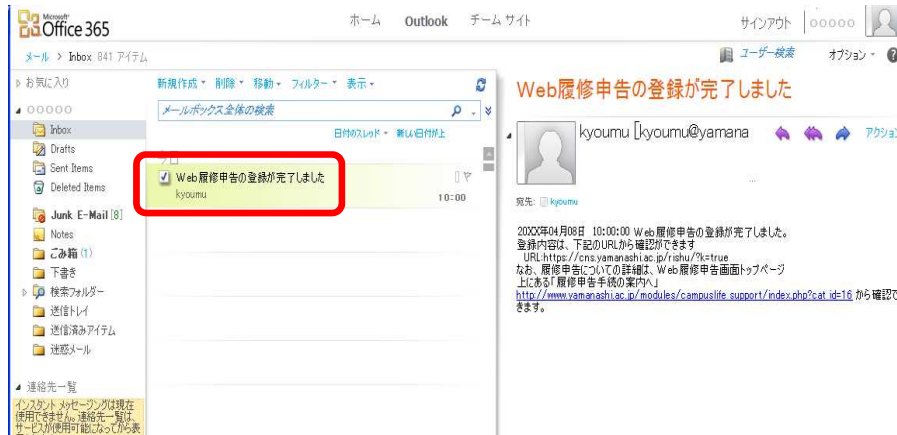 Microsoft
Office 365
ホーム Outlook チーム サイト
サインアウト ooooo
メール > Inbox 841 アイテム
ユーザー検索 オプション
お気に入り
ooooo
Inbox
Drafts
Sent Items
Deleted Items
Junk E-Mail [8]
Notes
ごみ箱 (1)
下書き
検索フォルダー
送信トレイ
送信済みアイテム
迷惑メール
連絡先一覧
インスタント メッセージングは現在
使用できません。連絡先一覧は、
サービスが使用可能になってから表
新規作成 削除 移動 フィルター 表示
メールボックス全体の検索
日付のスレッド 新しい日付が上
今日
Web履修申告の登録が完了しました
kyoumu
10:00
Web履修申告の登録が完了しました
kyoumu [kyoumu@yamana
アクション
...
宛先: kyoumu
20XX年04月08日 10:00:00 Web履修申告の登録が完了しました。
登録内容は、下記のURLから確認ができます
URL:https://cns.yamanashi.ac.jp/rishu/?k=true
なお、履修申告についての詳細は、Web履修申告画面トップページ
上にある「履修申告手続の案内へ」
http://www.yamanashi.ac.jp/modules/campuslife_support/index.php?cat_id=16 から確認で
きます。